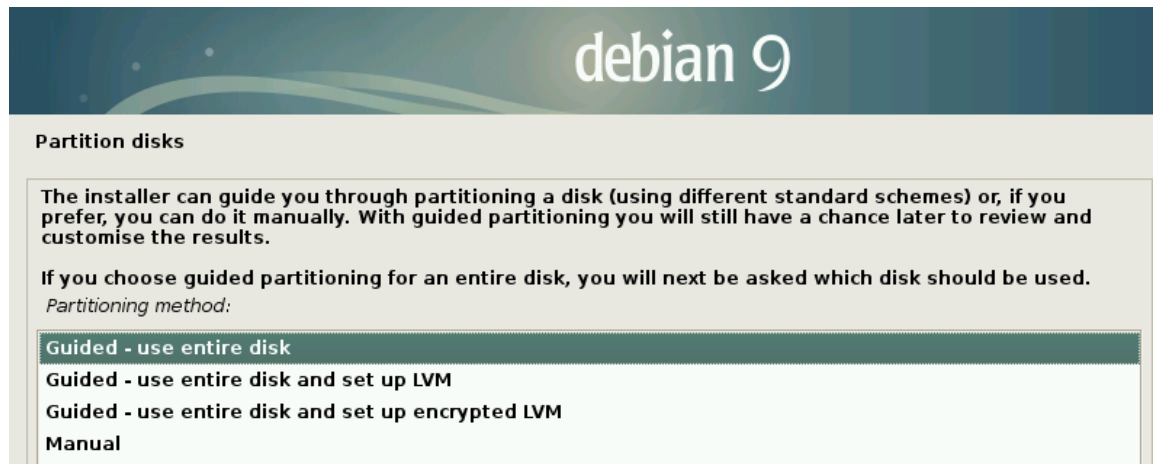 debian 9
Partition disks
The installer can guide you through partitioning a disk (using different standard schemes) or, if you
prefer, you can do it manually. With guided partitioning you will still have a chance later to review and
customise the results.
If you choose guided partitioning for an entire disk, you will next be asked which disk should be used.
Partitioning method:
Guided - use entire disk
Guided - use entire disk and set up LVM
Guided - use entire disk and set up encrypted LVM
Manual